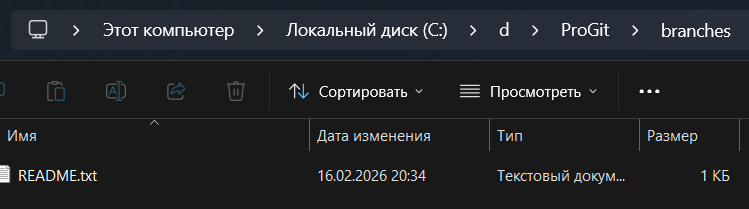 Этот компьютер > Локальный диск (C:) > d > ProGit > branches
Сортировать Просмотреть •••
Имя Дата изменения Тип Размер
README.txt 16.02.2026 20:34 Текстовый докум... 1 КБ